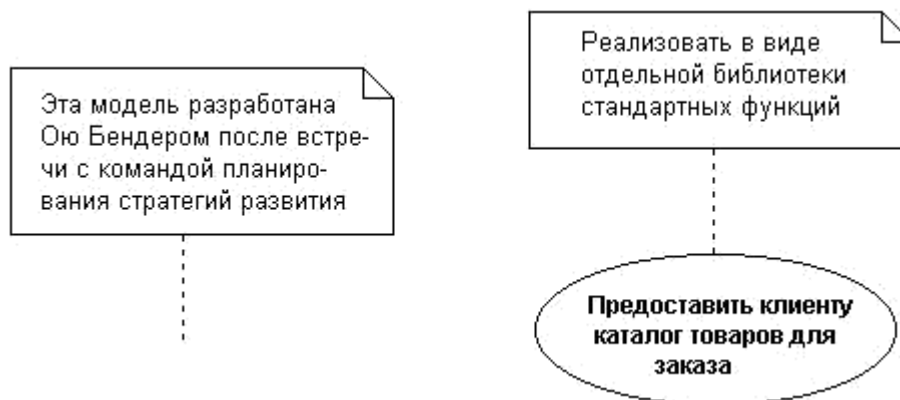 Эта модель разработана
Ою Бендером после встре-
чи с командой планиро-
вания стратегий развития
Реализовать в виде
отдельной библиотеки
стандартных функций
Предоставить клиенту
каталог товаров для
заказа